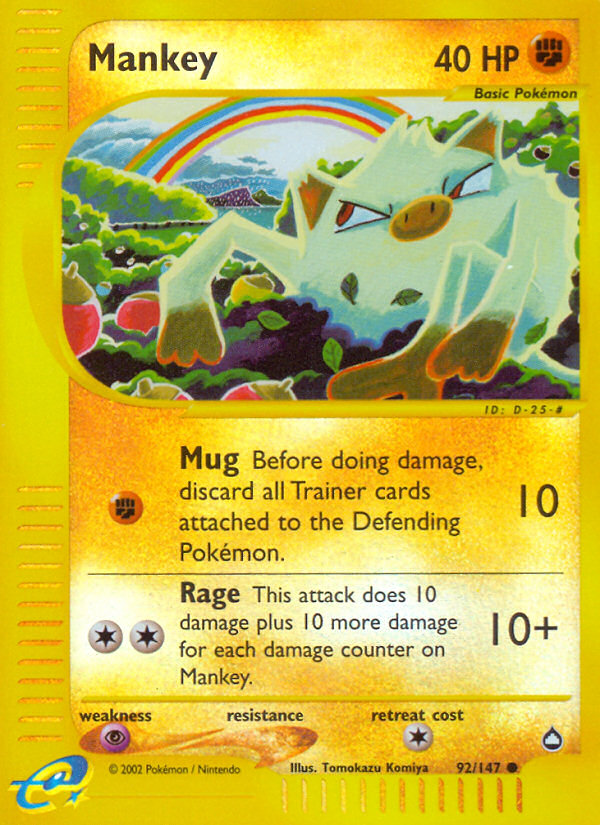 Mankey
40 HP
Basic Pokémon
ID: D-25-#
Mug Before doing damage,
discard all Trainer cards
attached to the Defending
Pokémon.
10
Rage This attack does 10
damage plus 10 more damage
for each damage counter on
Mankey.
10+
weakness
resistance
retreat cost
© 2002 Pokémon / Nintendo
Illus. Tomokazu Komiya
92/147